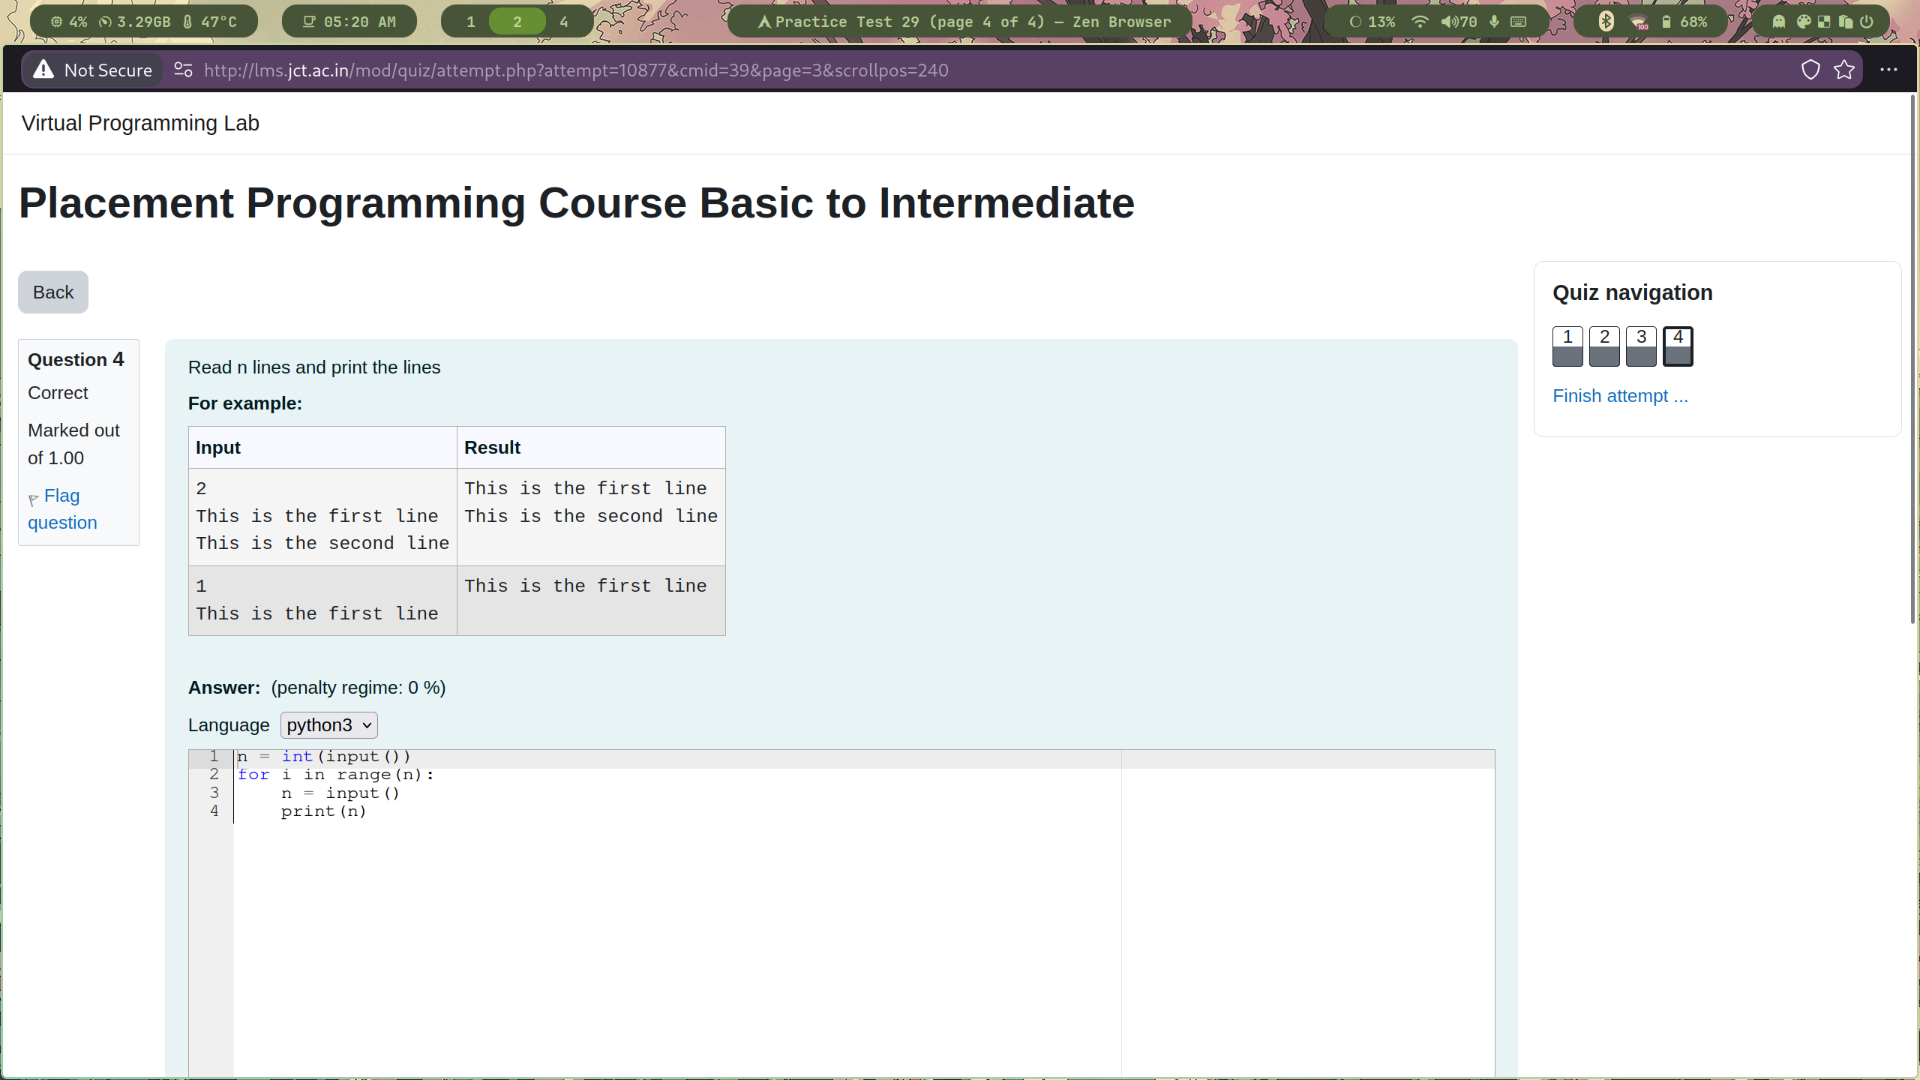 4% 3.29GB 47°C
05:20 AM
1 2 4
Practice Test 29 (page 4 of 4) — Zen Browser
13% 70
100 68%
Not Secure http://lms.jct.ac.in/mod/quiz/attempt.php?attempt=10877&cmid=39&page=3&scrollpos=240
Virtual Programming Lab
Placement Programming Course Basic to Intermediate
Back
Question 4
Correct
Marked out
of 1.00
Flag
question
Read n lines and print the lines
For example:
Input Result
2
This is the first line
This is the second line
This is the first line
This is the second line
1
This is the first line
This is the first line
Answer: (penalty regime: 0 %)
Language python3
1 n = int(input())
2 for i in range(n):
3     n = input()
4     print(n)
Quiz navigation
1 2 3 4
Finish attempt ...